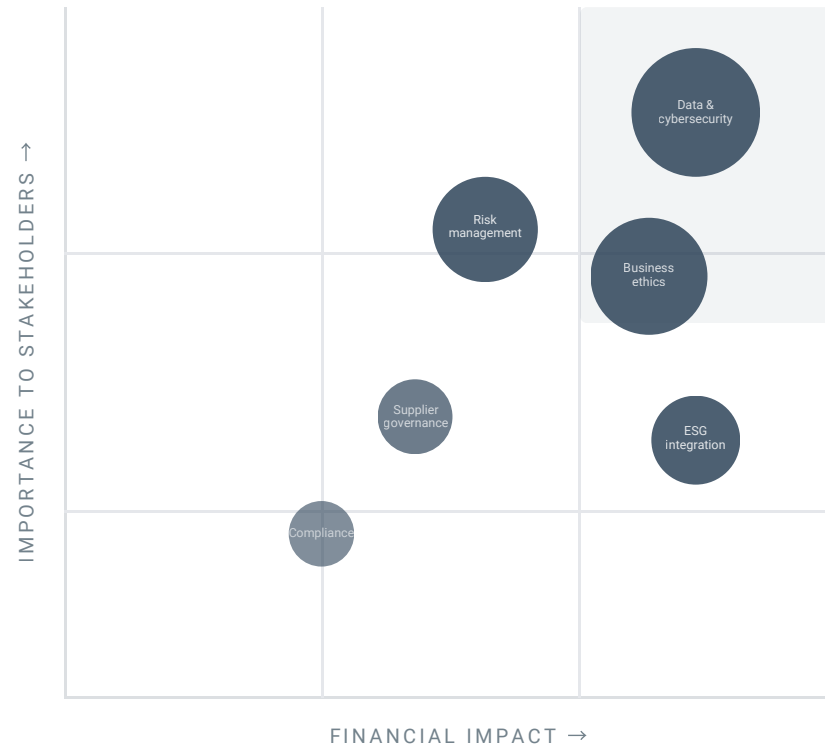 IMPORTANCE TO STAKEHOLDERS →
Data &
cybersecurity
Risk
management
Business
ethics
Supplier
governance
ESG
integration
Compliance
FINANCIAL IMPACT →